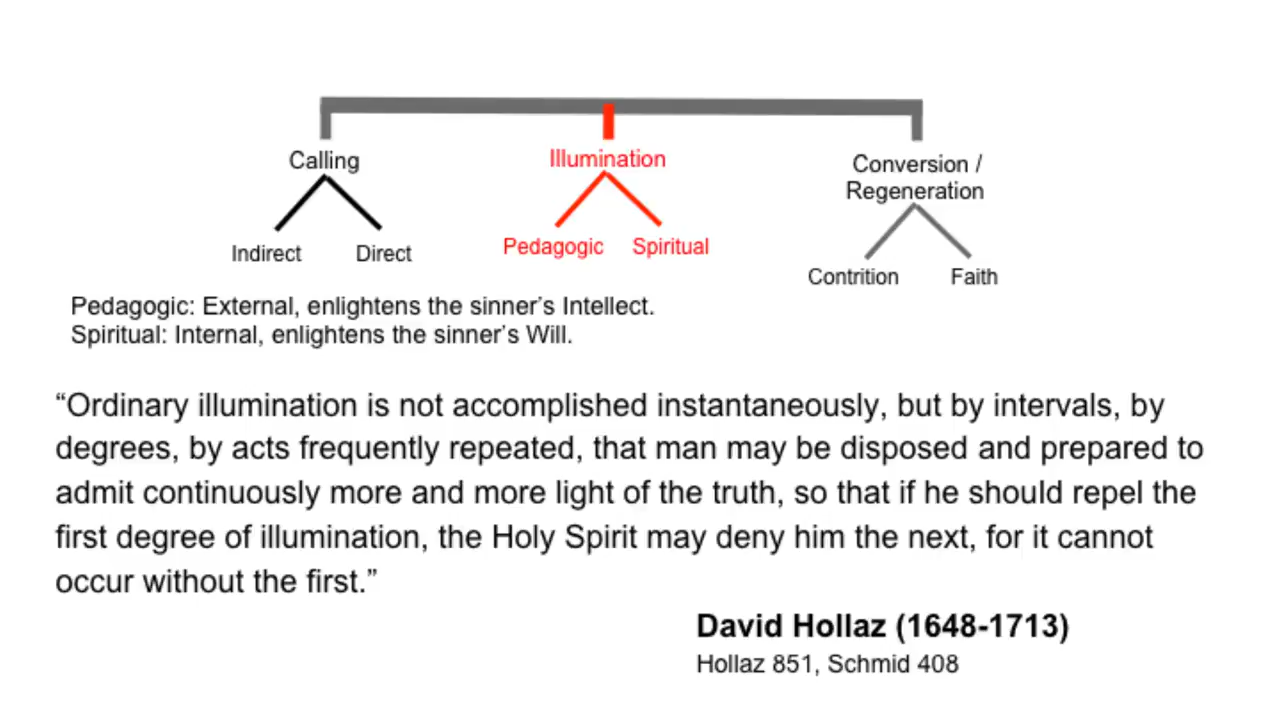 Calling
Illumination
Conversion /
Regeneration
Indirect
Direct
Pedagogic
Spiritual
Contrition
Faith
Pedagogic: External, enlightens the sinner’s Intellect.
Spiritual: Internal, enlightens the sinner’s Will.
“Ordinary illumination is not accomplished instantaneously, but by intervals, by
degrees, by acts frequently repeated, that man may be disposed and prepared to
admit continuously more and more light of the truth, so that if he should repel the
first degree of illumination, the Holy Spirit may deny him the next, for it cannot
occur without the first.”
David Hollaz (1648-1713)
Hollaz 851, Schmid 408